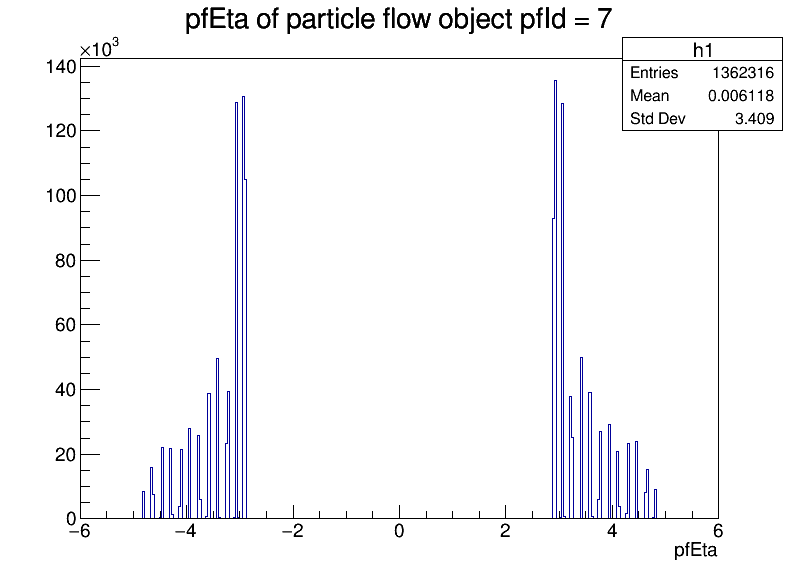 pfEta of particle flow object pfId = 7
×10³
h1
Entries 1362316
Mean 0.006118
Std Dev 3.409
140
120
100
80
60
40
20
0
−6 −4 −2 0 2 4 6
pfEta